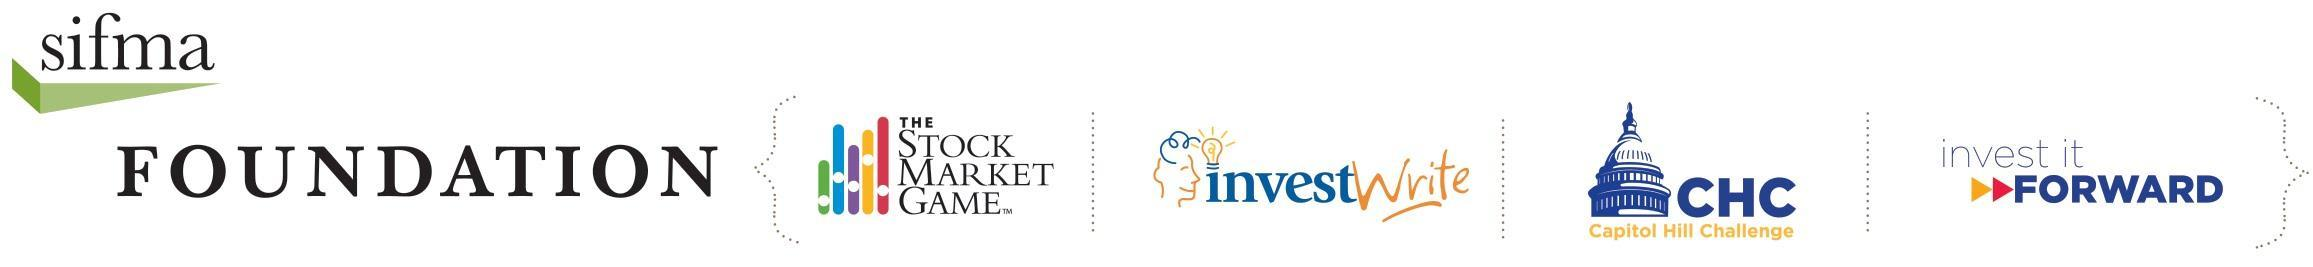 sifma
FOUNDATION
THE
STOCK
MARKET
GAME™
investWrite
CHC
Capitol Hill Challenge
invest it
FORWARD